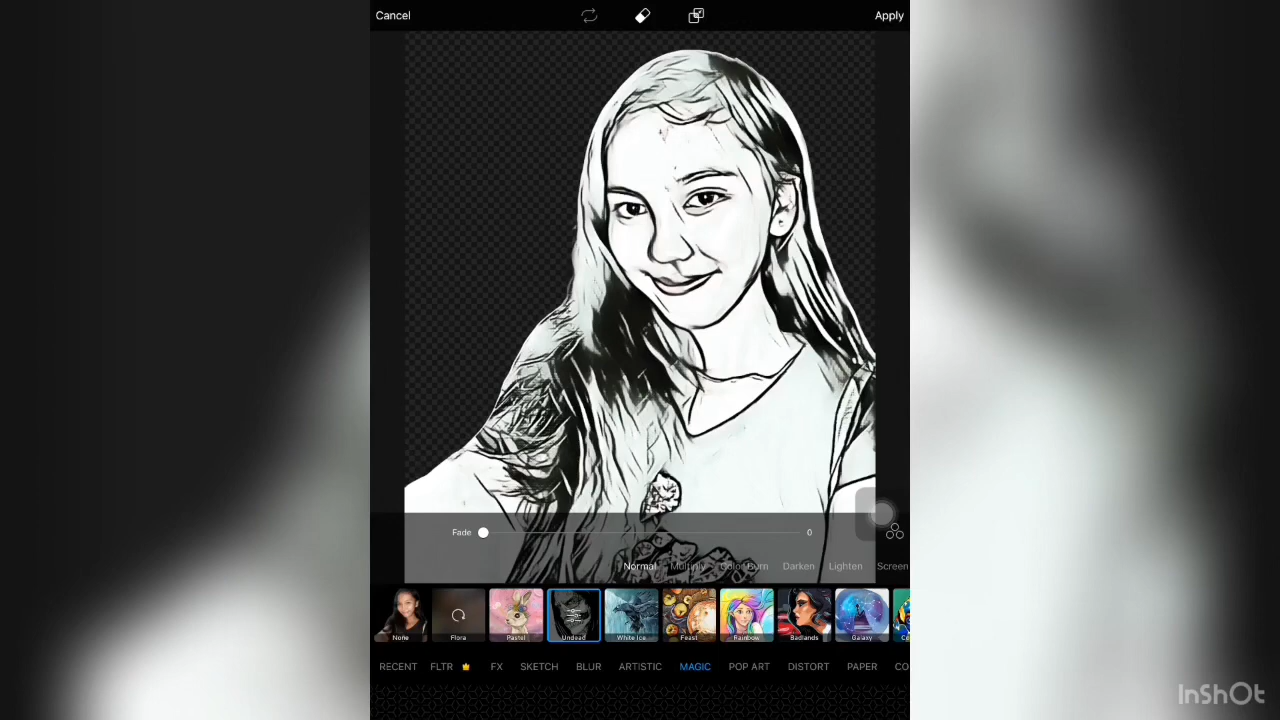 Cancel
Apply
Fade
0
Normal Multiply Color Burn Darken Lighten Screen
None Flora Pastel Undead White Ice Feast Rainbow Badlands Galaxy
RECENT FLTR FX SKETCH BLUR ARTISTIC MAGIC POP ART DISTORT PAPER CO
InShOt